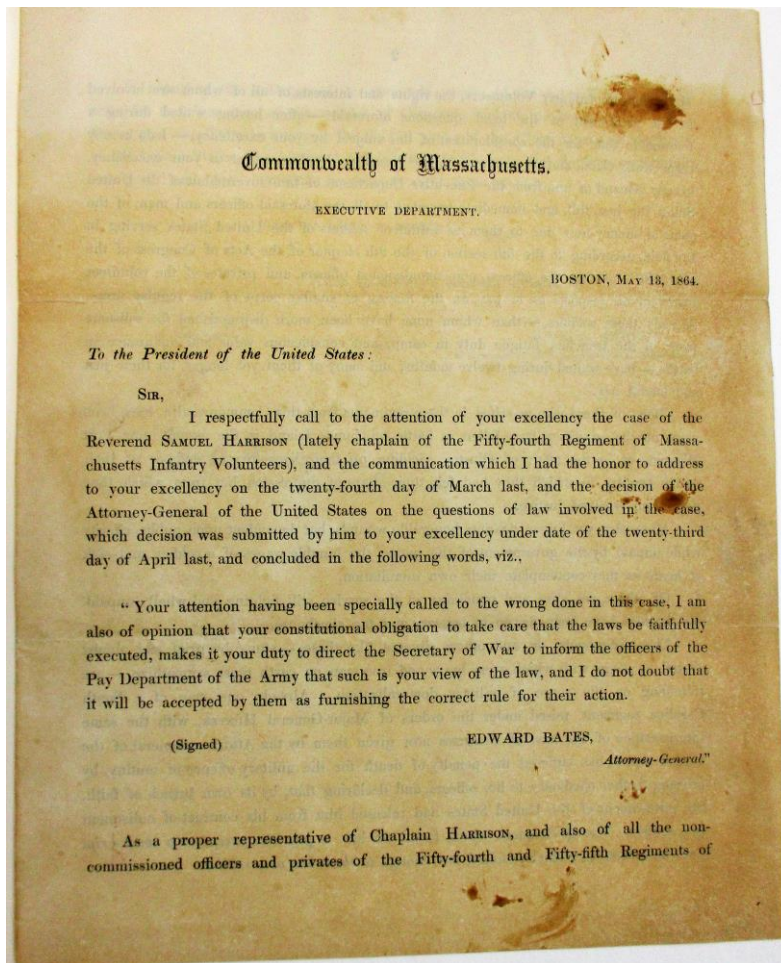 Commonwealth of Massachusetts.
EXECUTIVE DEPARTMENT.
BOSTON, MAY 13, 1864.
To the President of the United States:
SIR,
I respectfully call to the attention of your excellency the case of the
Reverend SAMUEL HARRISON (lately chaplain of the Fifty-fourth Regiment of Massa-
chusetts Infantry Volunteers), and the communication which I had the honor to address
to your excellency on the twenty-fourth day of March last, and the decision of the
Attorney-General of the United States on the questions of law involved in the case,
which decision was submitted by him to your excellency under date of the twenty-third
day of April last, and concluded in the following words, viz.,
“Your attention having been specially called to the wrong done in this case, I am
also of opinion that your constitutional obligation to take care that the laws be faithfully
executed, makes it your duty to direct the Secretary of War to inform the officers of the
Pay Department of the Army that such is your view of the law, and I do not doubt that
it will be accepted by them as furnishing the correct rule for their action.
(Signed) EDWARD BATES,
Attorney-General.”
As a proper representative of Chaplain HARRISON, and also of all the non-
commissioned officers and privates of the Fifty-fourth and Fifty-fifth Regiments of